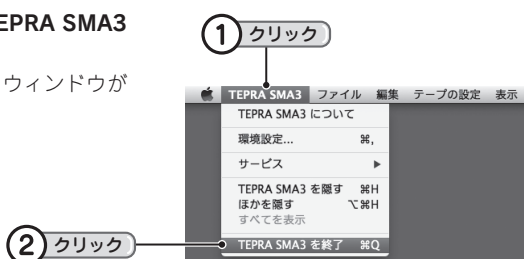 EPRA SMA3
ウィンドウが
1 クリック
TEPRA SMA3 ファイル 編集 テープの設定 表示
TEPRA SMA3 について
環境設定... ⌘,
サービス ▶
TEPRA SMA3 を隠す ⌘H
ほかを隠す ⌥⌘H
すべてを表示
2 クリック
TEPRA SMA3 を終了 ⌘Q